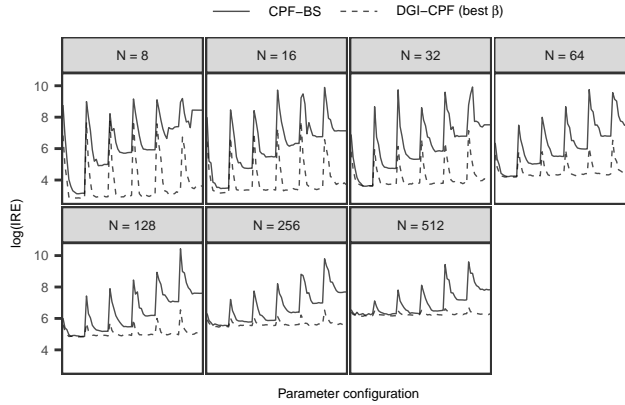 CPF−BS DGI−CPF (best β)
N = 8 N = 16 N = 32 N = 64
10
8
6
4
N = 128 N = 256 N = 512
10
8
6
4
log(IRE)
Parameter configuration